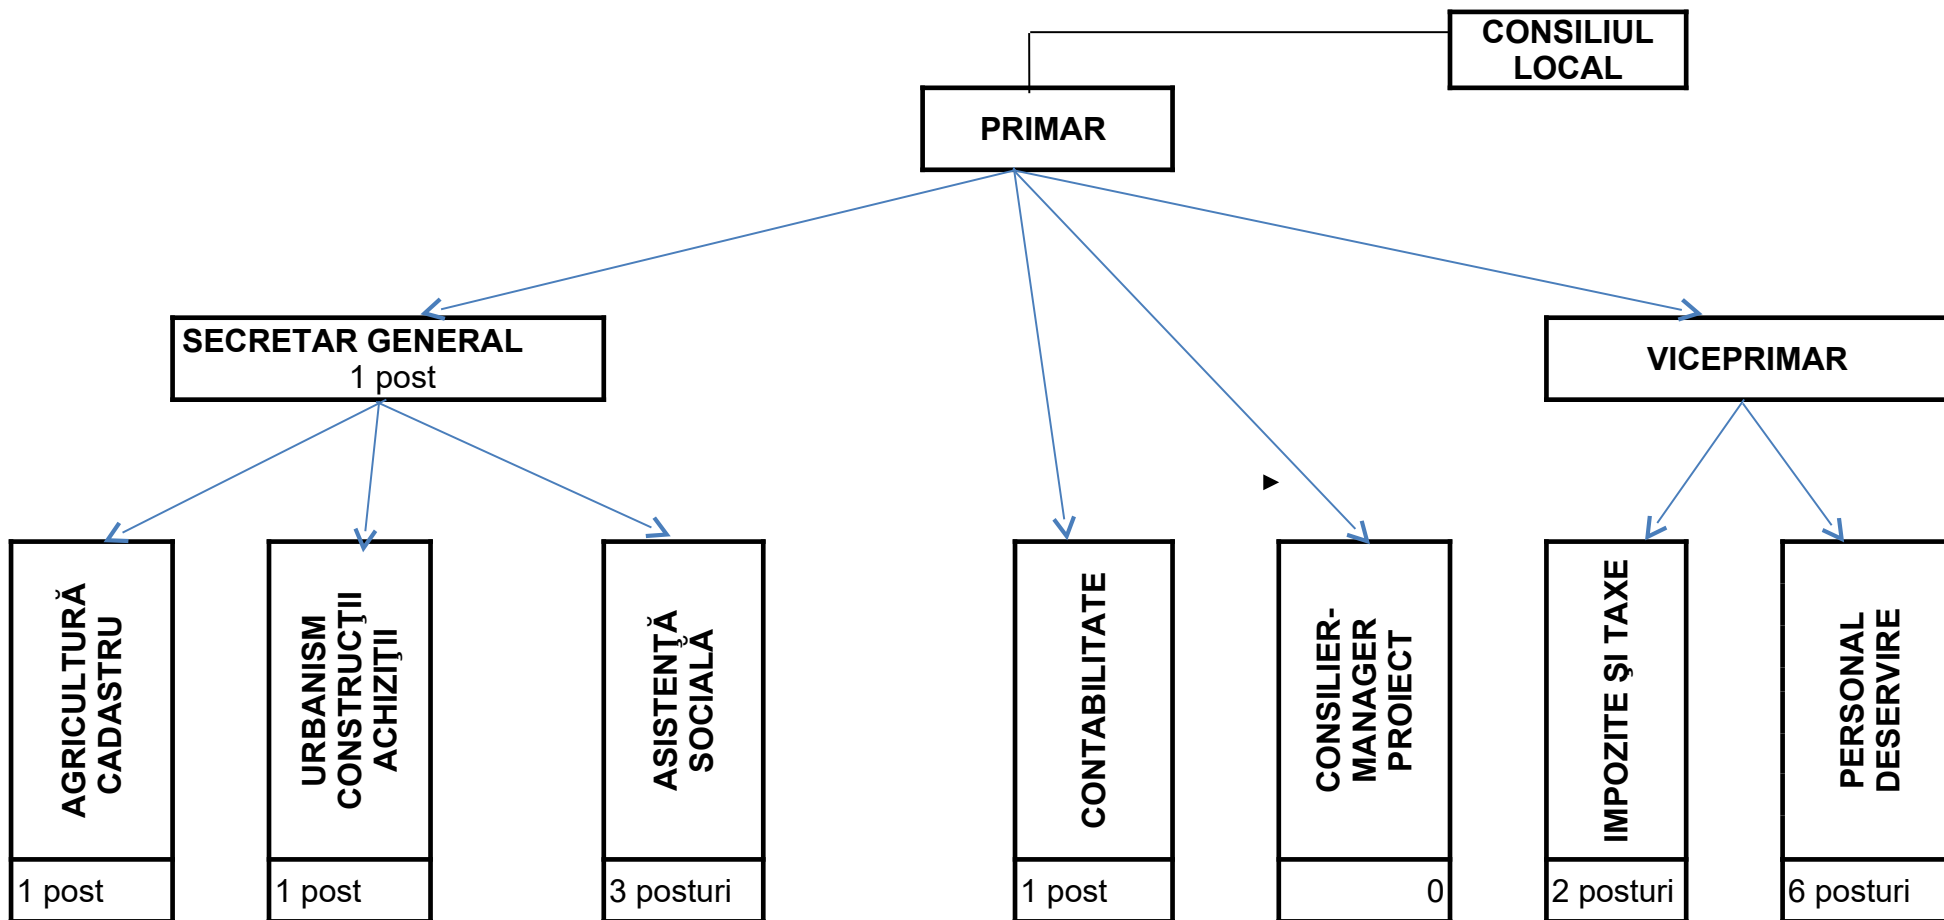 CONSILIUL
LOCAL
PRIMAR
SECRETAR GENERAL
1 post
VICEPRIMAR
AGRICULTURĂ
CADASTRU
URBANISM
CONSTRUCŢII
ACHIZIŢII
ASISTENŢĂ
SOCIALĂ
CONTABILITATE
CONSILIER-
MANAGER
PROIECT
IMPOZITE ŞI TAXE
PERSONAL
DESERVIRE
1 post
1 post
3 posturi
1 post
0
2 posturi
6 posturi